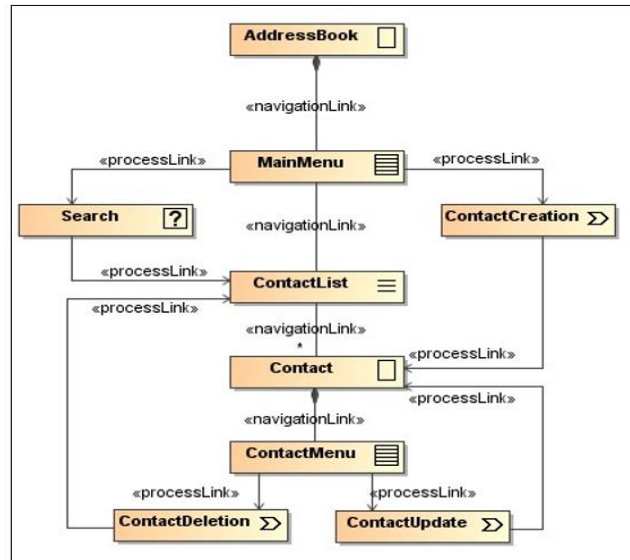 AddressBook
«navigationLink»
«processLink»
MainMenu
«processLink»
Search
?
«navigationLink»
ContactCreation
«processLink»
ContactList
«processLink»
«navigationLink»
*
Contact
«processLink»
«processLink»
«navigationLink»
ContactMenu
«processLink»
«processLink»
ContactDeletion
ContactUpdate